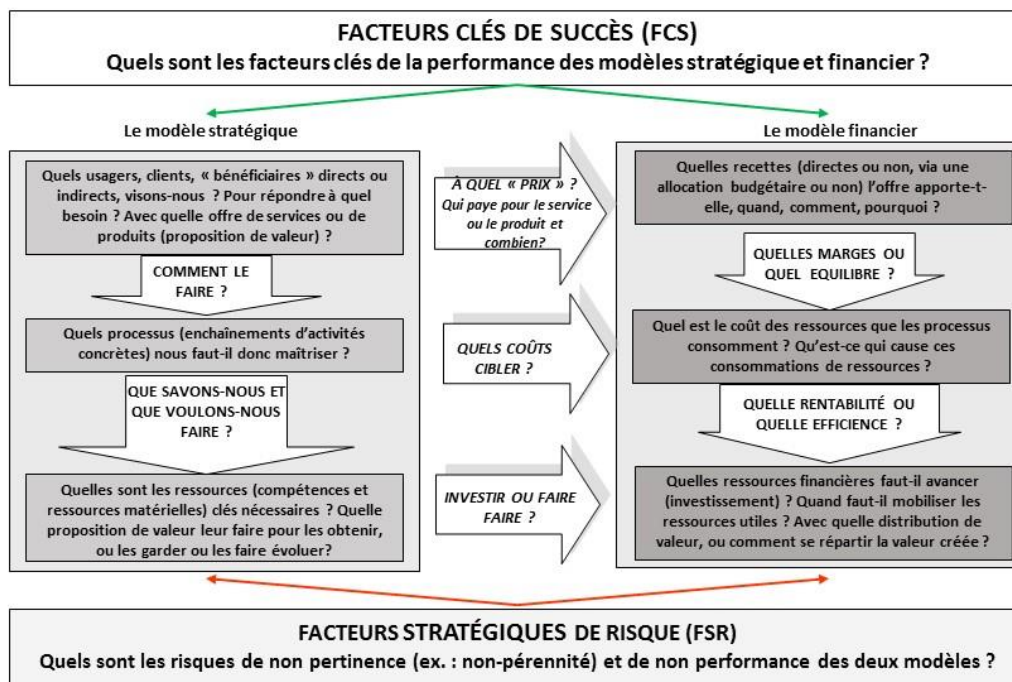 FACTEURS CLÉS DE SUCCÈS (FCS)
Quels sont les facteurs clés de la performance des modèles stratégique et financier ?
Le modèle stratégique
Quels usagers, clients, « bénéficiaires » directs ou
indirects, visons-nous ? Pour répondre à quel
besoin ? Avec quelle offre de services ou de
produits (proposition de valeur) ?
COMMENT LE
FAIRE ?
Quels processus (enchaînements d’activités
concrètes) nous faut-il donc maîtriser ?
QUE SAVONS-NOUS ET
QUE VOULONS-NOUS
FAIRE ?
Quelles sont les ressources (compétences et
ressources matérielles) clés nécessaires ? Quelle
proposition de valeur leur faire pour les obtenir,
ou les garder ou les faire évoluer?
À QUEL « PRIX » ?
Qui paye pour le service
ou le produit et
combien?
QUELS COÛTS
CIBLER ?
INVESTIR OU FAIRE
FAIRE ?
Le modèle financier
Quelles recettes (directes ou non, via une
allocation budgétaire ou non) l’offre apporte-t-
elle, quand, comment, pourquoi ?
QUELLES MARGES OU
QUEL EQUILIBRE ?
Quel est le coût des ressources que les processus
consomment ? Qu’est-ce qui cause ces
consommations de ressources ?
QUELLE RENTABILITÉ OU
QUELLE EFFICIENCE ?
Quelles ressources financières faut-il avancer
(investissement) ? Quand faut-il mobiliser les
ressources utiles ? Avec quelle distribution de
valeur, ou comment se répartir la valeur créée ?
FACTEURS STRATÉGIQUES DE RISQUE (FSR)
Quels sont les risques de non pertinence (ex. : non-pérennité) et de non performance des deux modèles ?